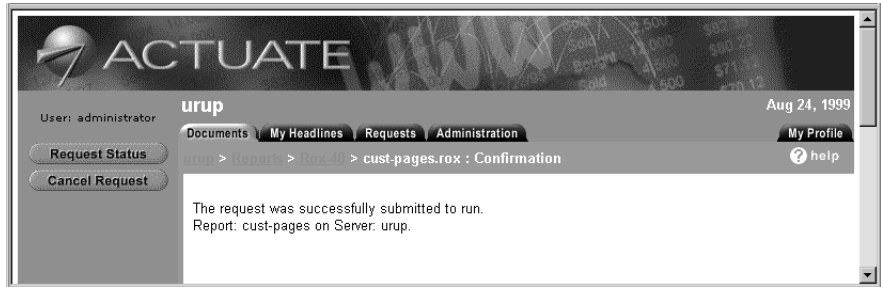 ACTUATE
User: administrator
Request Status
Cancel Request
urup
Aug 24, 1999
Documents
My Headlines
Requests
Administration
My Profile
urup > Reports > Rox-40 > cust-pages.rox : Confirmation
? help
The request was successfully submitted to run.
Report: cust-pages on Server: urup.